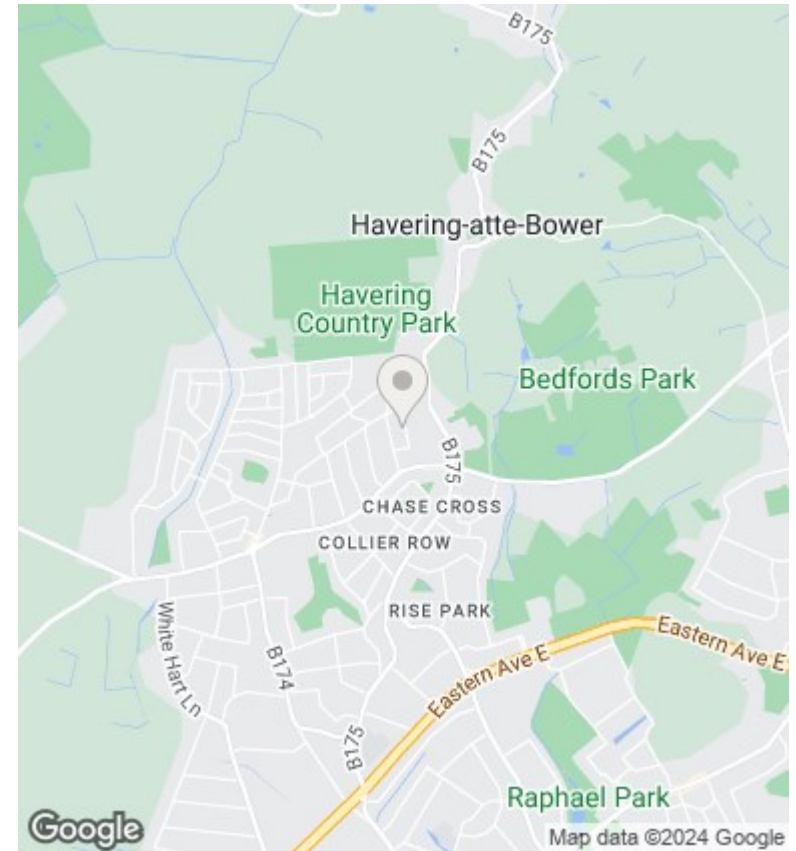 B175
B175
Havering-atte-Bower
Havering
Country Park
Bedfords Park
B175
CHASE CROSS
COLLIER ROW
RISE PARK
White Hart Ln
B174
Eastern Ave E
Eastern Ave E
B175
Raphael Park
Google
Map data ©2024 Google